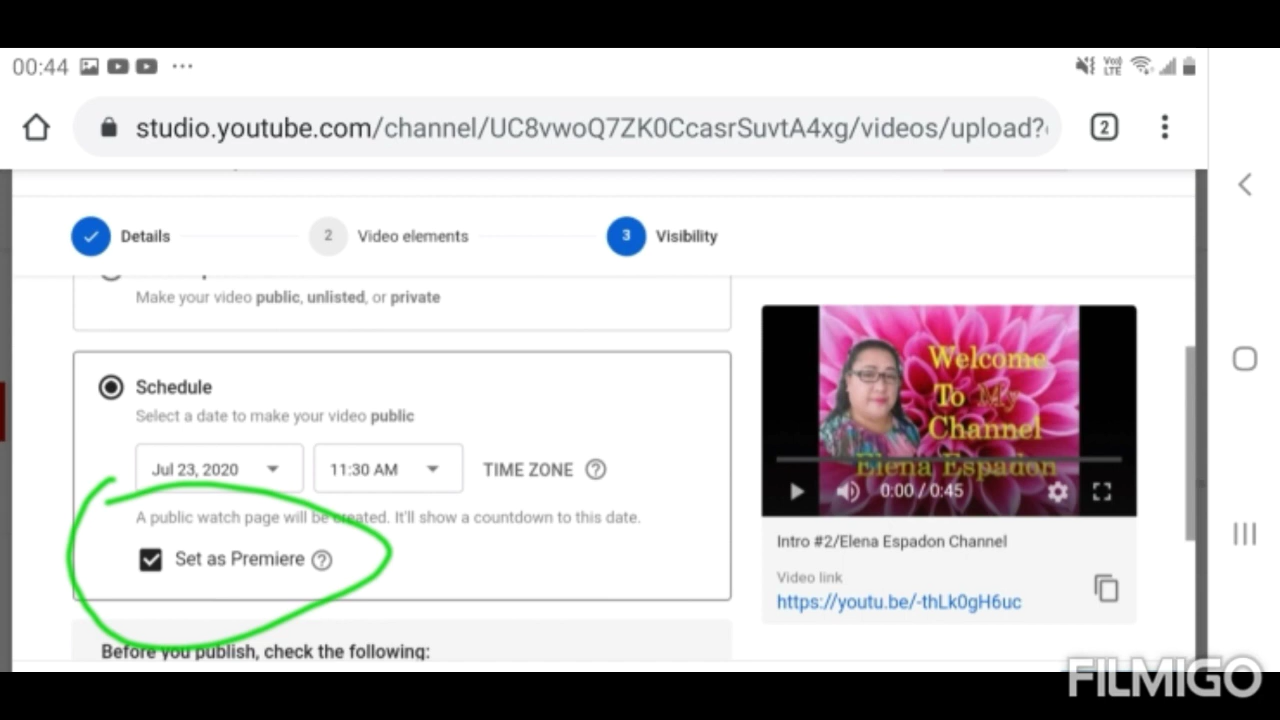 00:44
Voo) LTE
studio.youtube.com/channel/UC8vwoQ7ZK0CcasrSuvtA4xg/videos/upload?
2
Details
2 Video elements
3 Visibility
Make your video public, unlisted, or private
Schedule
Select a date to make your video public
Jul 23, 2020
11:30 AM
TIME ZONE ?
A public watch page will be created. It'll show a countdown to this date.
Set as Premiere ?
Before you publish, check the following:
Welcome
To My
Channel
Elena Espadon
0:00 / 0:45
Intro #2/Elena Espadon Channel
Video link
https://youtu.be/-thLk0gH6uc
FILMIGO